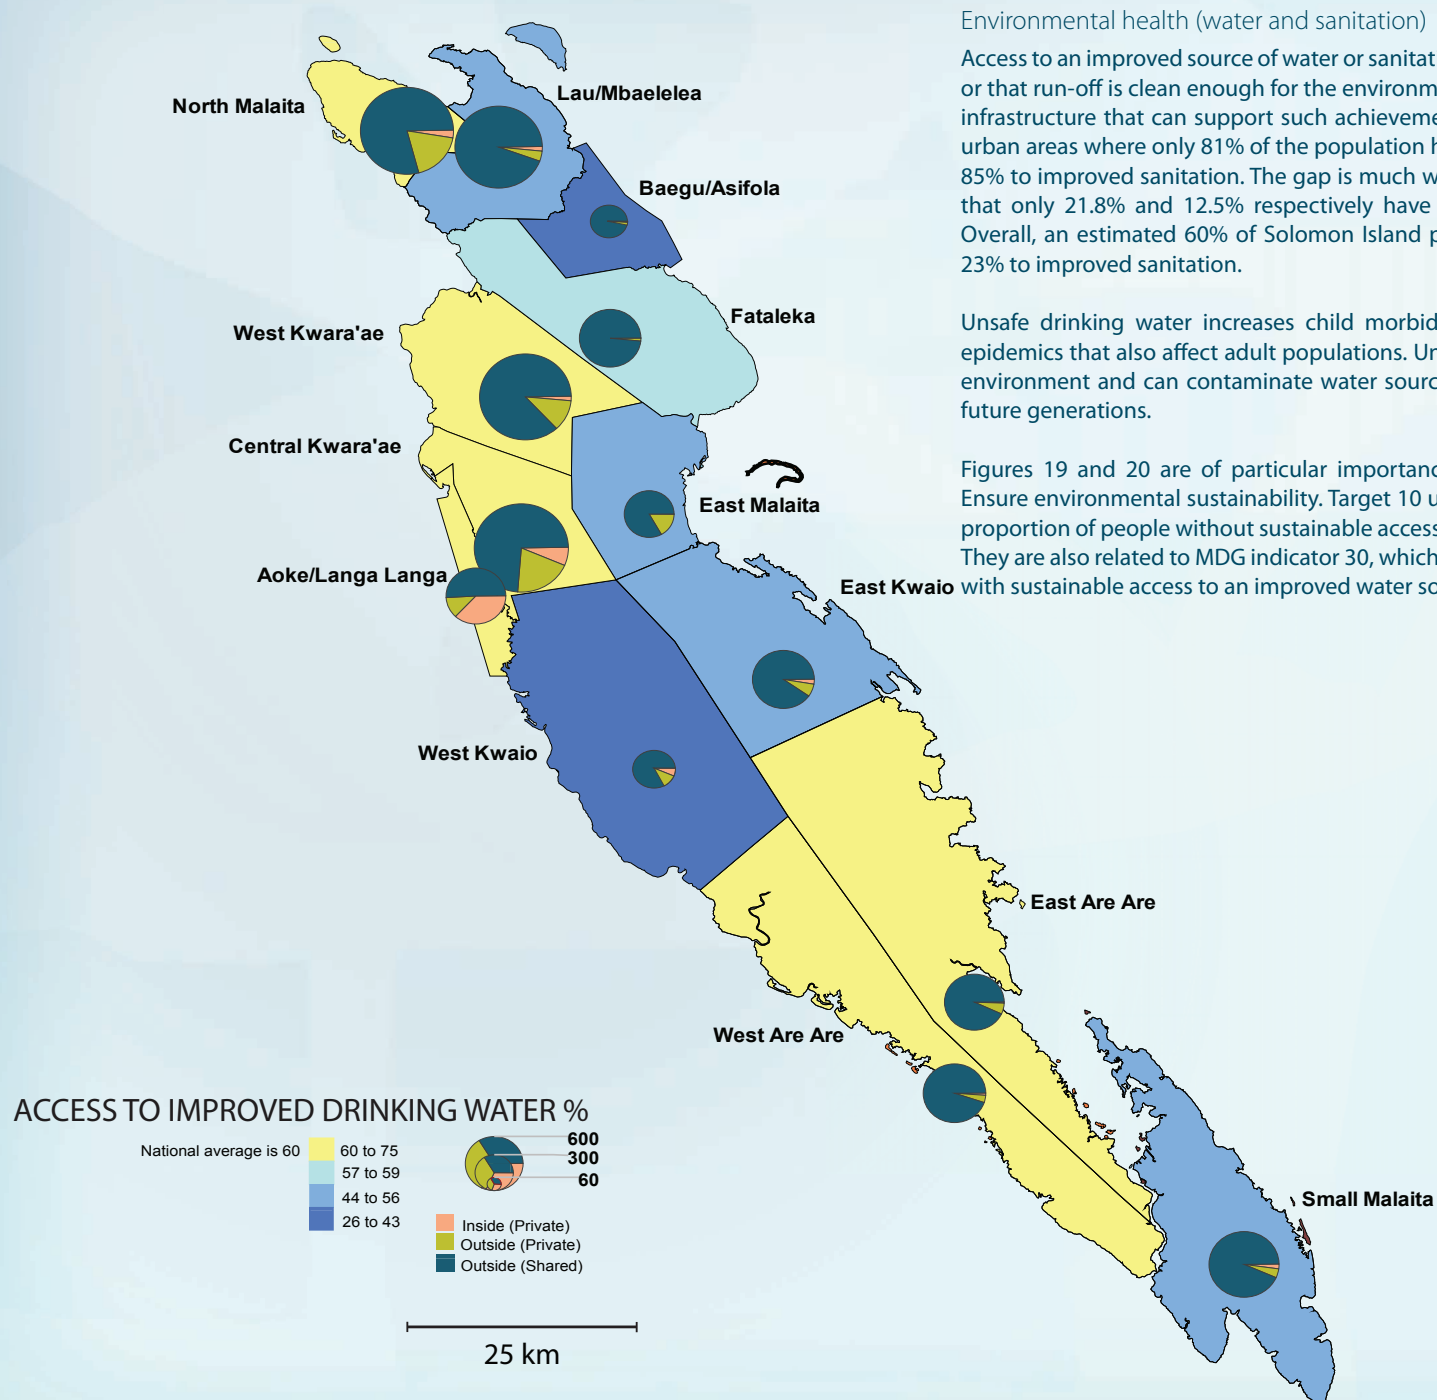 Environmental health (water and sanitation)
Access to an improved source of water or
or that run-off is clean enough for the
infrastructure that can support such
urban areas where only 81% of the population
85% to improved sanitation. The gap is much
that only 21.8% and 12.5% respectively have
Overall, an estimated 60% of Solomon Island
23% to improved sanitation.
Unsafe drinking water increases child
epidemics that also affect adult populations.
environment and can contaminate water
future generations.
Figures 19 and 20 are of particular
Ensure environmental sustainability. Target 10
proportion of people without sustainable access
They are also related to MDG indicator 30, which
with sustainable access to an improved water
North Malaita
Lau/Mbaelelea
Baegu/Asifola
West Kwara'ae
Fataleka
Central Kwara'ae
East Malaita
Aoke/Langa Langa
East Kwaio
West Kwaio
East Are Are
West Are Are
Small Malaita
ACCESS TO IMPROVED DRINKING WATER %
National average is 60
60 to 75
57 to 59
44 to 56
26 to 43
600
300
60
Inside (Private)
Outside (Private)
Outside (Shared)
25 km